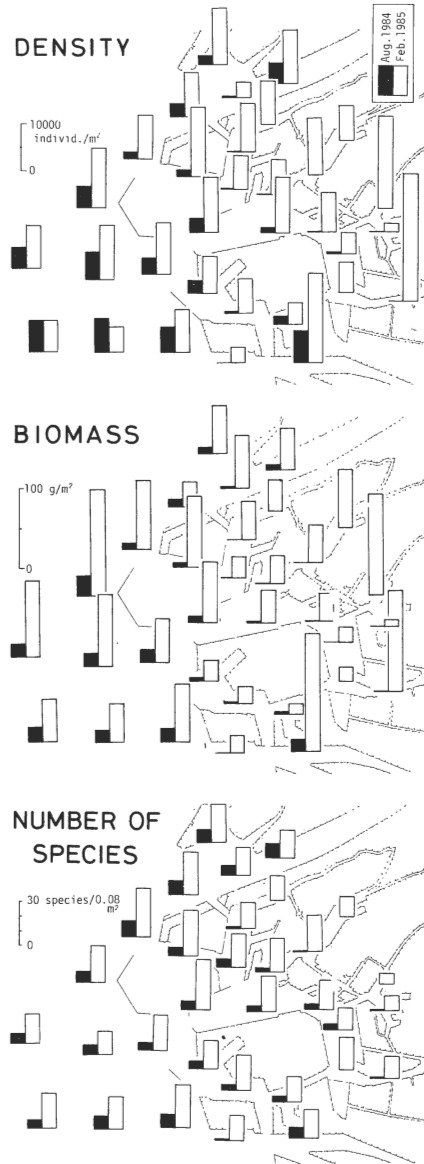 DENSITY
Aug.1984
Feb.1985
10000
individ./m²
0
BIOMASS
100 g/m²
0
NUMBER OF
SPECIES
30 species/0.08
m²
0